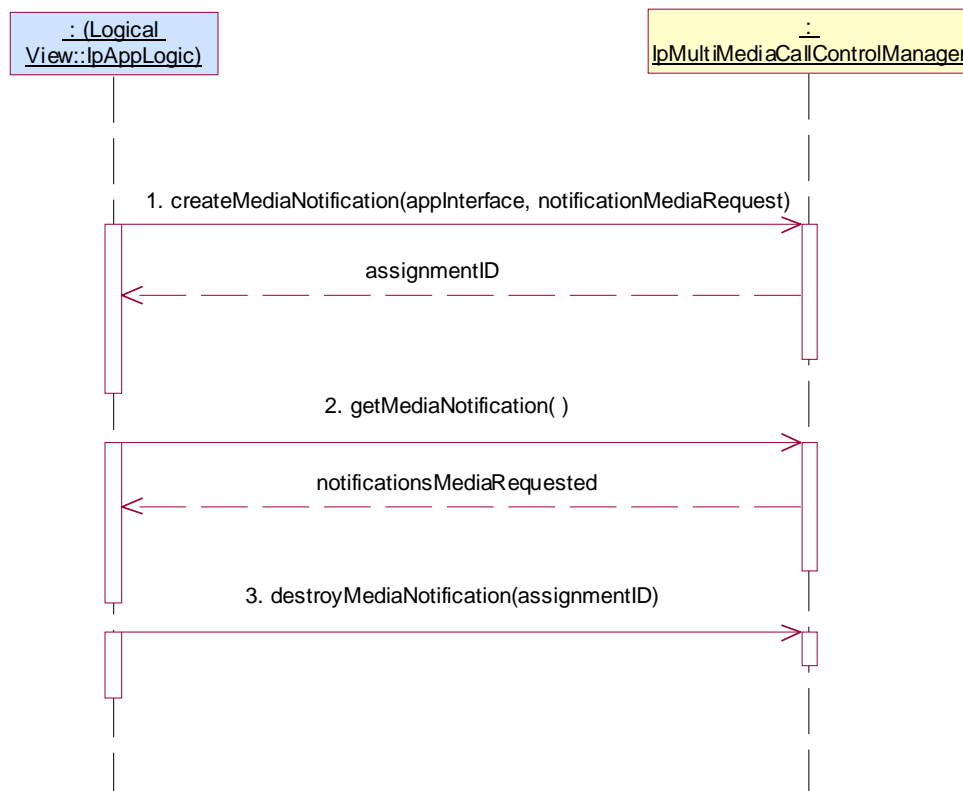 : (Logical
View::IpAppLogic)
:
IpMultiMediaCallControlManager
1. createMediaNotification(appInterface, notificationMediaRequest)
assignmentID
2. getMediaNotification( )
notificationsMediaRequested
3. destroyMediaNotification(assignmentID)